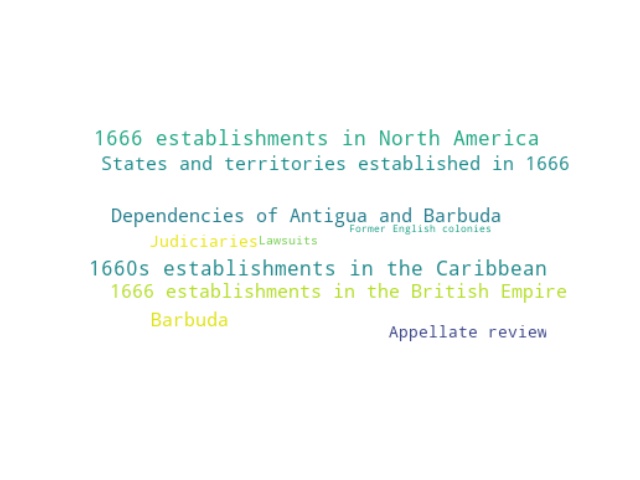 1666 establishments in North America
States and territories established in 1666
Dependencies of Antigua and Barbuda
Former English colonies
Judiciaries Lawsuits
1660s establishments in the Caribbean
1666 establishments in the British Empire
Barbuda
Appellate review